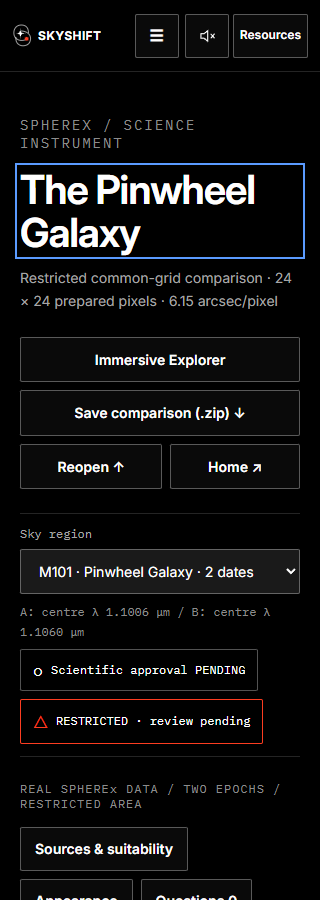 SKYSHIFT
☰
Resources
SPHEREX / SCIENCE
INSTRUMENT
The Pinwheel
Galaxy
Restricted common-grid comparison · 24
× 24 prepared pixels · 6.15 arcsec/pixel
Immersive Explorer
Save comparison (.zip) ↓
Reopen ↑
Home ↗
Sky region
M101 · Pinwheel Galaxy · 2 dates
A: centre λ 1.1006 µm / B: centre λ
1.1060 µm
○ Scientific approval PENDING
△ RESTRICTED · review pending
REAL SPHEREx DATA / TWO EPOCHS /
RESTRICTED AREA
Sources & suitability
Appearance
Questions 0